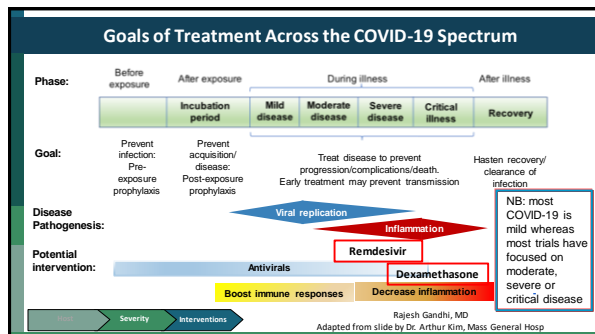 Goals of Treatment Across the COVID-19 Spectrum
Phase:
Before
exposure
After exposure
During illness
After illness
Incubation
period
Mild
disease
Moderate
disease
Severe
disease
Critical
illness
Recovery
Goal:
Prevent
infection:
Pre-
exposure
prophylaxis
Prevent
acquisition/
disease:
Post-exposure
prophylaxis
Treat disease to prevent
progression/complications/death.
Early treatment may prevent transmission
Hasten recovery/
clearance of
infection
Disease
Pathogenesis:
Viral replication
Inflammation
NB: most
COVID-19 is
mild whereas
most trials have
focused on
moderate,
severe or
critical disease
Potential
intervention:
Remdesivir
Antivirals
Dexamethasone
Boost immune responses
Decrease inflammation
Severity
Interventions
Rajesh Gandhi, MD
Adapted from slide by Dr. Arthur Kim, Mass General Hosp